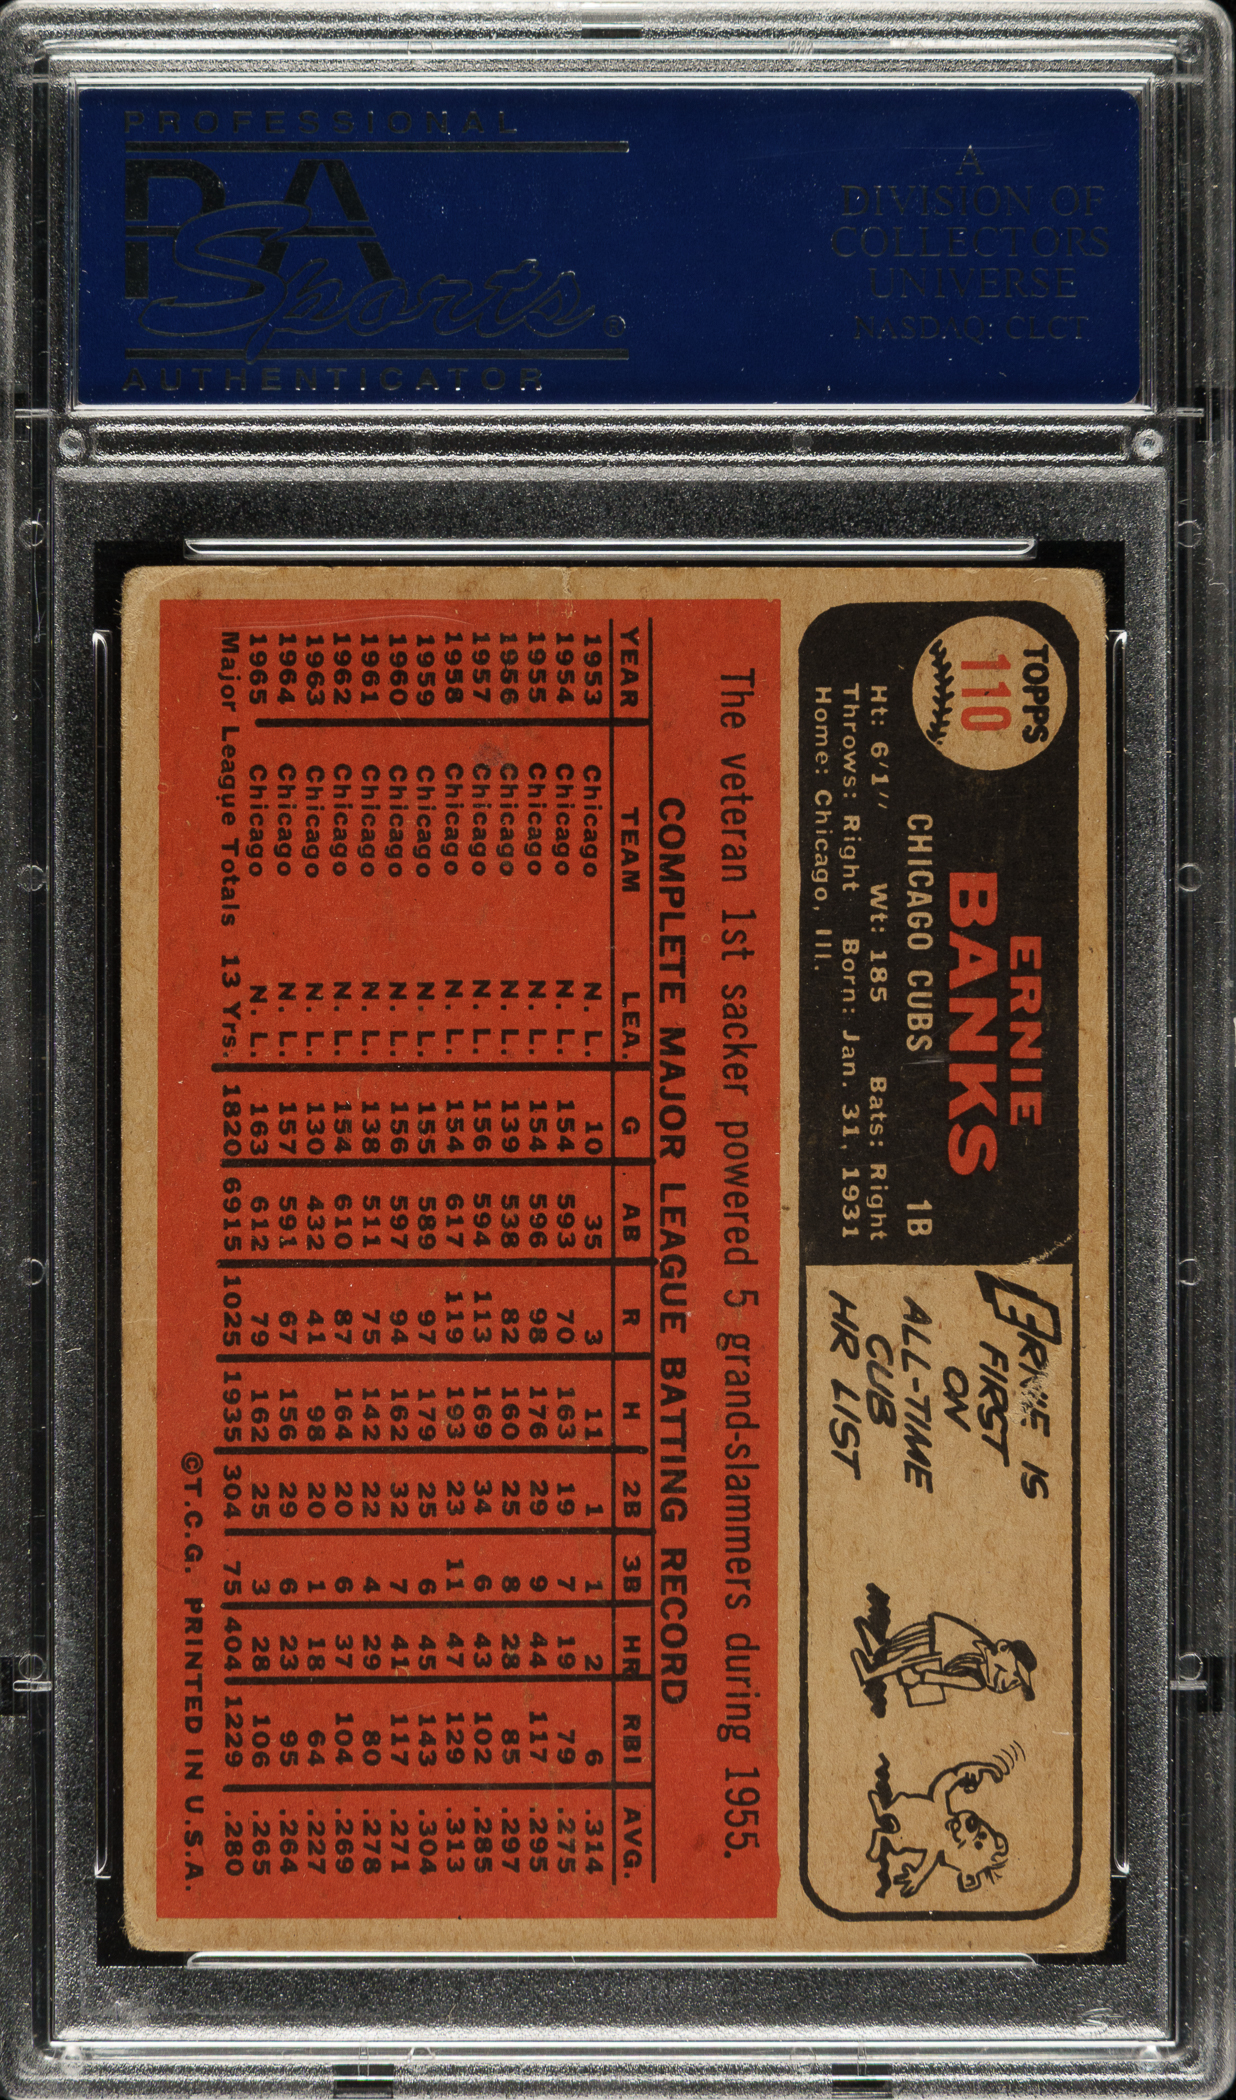 PROFESSIONAL
PSA
Sports®
AUTHENTICATOR
A
DIVISION OF
COLLECTORS
UNIVERSE
NASDAQ: CLCT
TOPPS
110
ERNIE
BANKS
CHICAGO CUBS 1B
Ht: 6'1" Wt: 185 Bats: Right
Throws: Right Born: Jan. 31, 1931
Home: Chicago, Ill.
ERNIE IS
FIRST
ON
ALL-TIME
CUB
HR LIST
The veteran 1st sacker powered 5 grand-slammers during 1955.
COMPLETE MAJOR LEAGUE BATTING RECORD
YEAR TEAM LEA. G AB R H 2B 3B HR RBI AVG.
1953 Chicago N. L. 10 35 3 11 1 1 2 6 .314
1954 Chicago N. L. 154 593 70 163 19 7 19 79 .275
1955 Chicago N. L. 154 596 98 176 29 9 44 117 .295
1956 Chicago N. L. 139 538 82 160 25 8 28 85 .297
1957 Chicago N. L. 156 594 113 169 34 6 43 102 .285
1958 Chicago N. L. 154 617 119 193 23 11 47 129 .313
1959 Chicago N. L. 155 589 97 179 25 6 45 143 .304
1960 Chicago N. L. 156 597 94 162 32 7 41 117 .271
1961 Chicago N. L. 138 511 75 142 22 4 29 80 .278
1962 Chicago N. L. 154 610 87 164 20 6 37 104 .269
1963 Chicago N. L. 130 432 41 98 20 1 18 64 .227
1964 Chicago N. L. 157 591 67 156 29 6 23 95 .264
1965 Chicago N. L. 163 612 79 162 25 3 28 106 .265
Major League Totals 13 Yrs. 1820 6915 1025 1935 304 75 404 1229 .280
©T.C.G. PRINTED IN U.S.A.